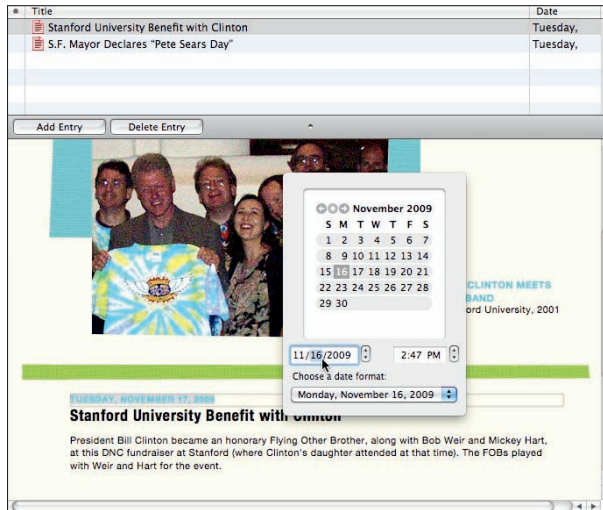 Title Date
Stanford University Benefit with Clinton Tuesday,
S.F. Mayor Declares "Pete Sears Day" Tuesday,
Add Entry Delete Entry
November 2009
S M T W T F S
1 2 3 4 5 6 7
8 9 10 11 12 13 14
15 16 17 18 19 20 21
22 23 24 25 26 27 28
29 30
CLINTON MEETS
BAND
ord University, 2001
11/16/2009 2:47 PM
Choose a date format:
Monday, November 16, 2009
TUESDAY, NOVEMBER 17, 2009
Stanford University Benefit with Clinton
President Bill Clinton became an honorary Flying Other Brother, along with Bob Weir and Mickey Hart,
at this DNC fundraiser at Stanford (where Clinton's daughter attended at that time). The FOBs played
with Weir and Hart for the event.